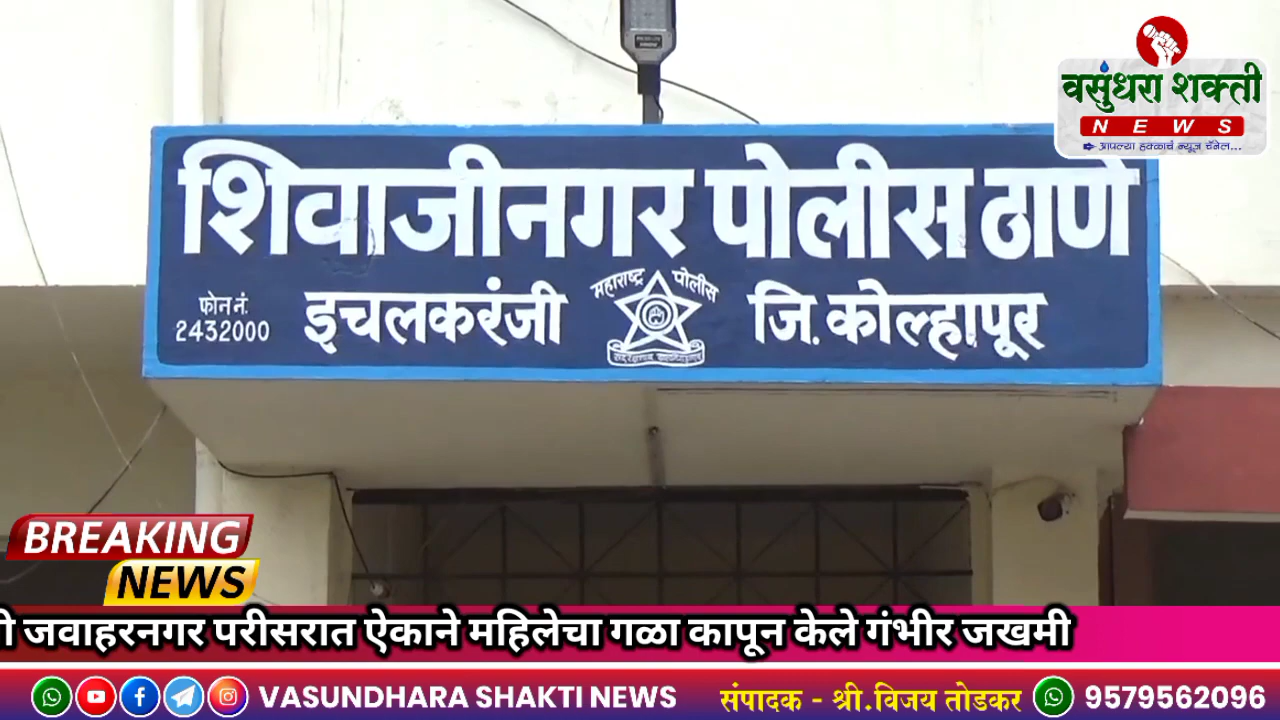 वसुंधरा शक्ती
NEWS
आपल्या हक्काचं न्यूज चॅनेल...
शिवाजीनगर पोलीस ठाणे
फोन नं.
2432000
इचलकरंजी
महाराष्ट्र पोलीस
जि.कोल्हापूर
BREAKING
NEWS
ी जवाहरनगर परीसरात ऐकाने महिलेचा गळा कापून केले गंभीर जखमी
VASUNDHARA SHAKTI NEWS
संपादक - श्री.विजय तोडकर
9579562096